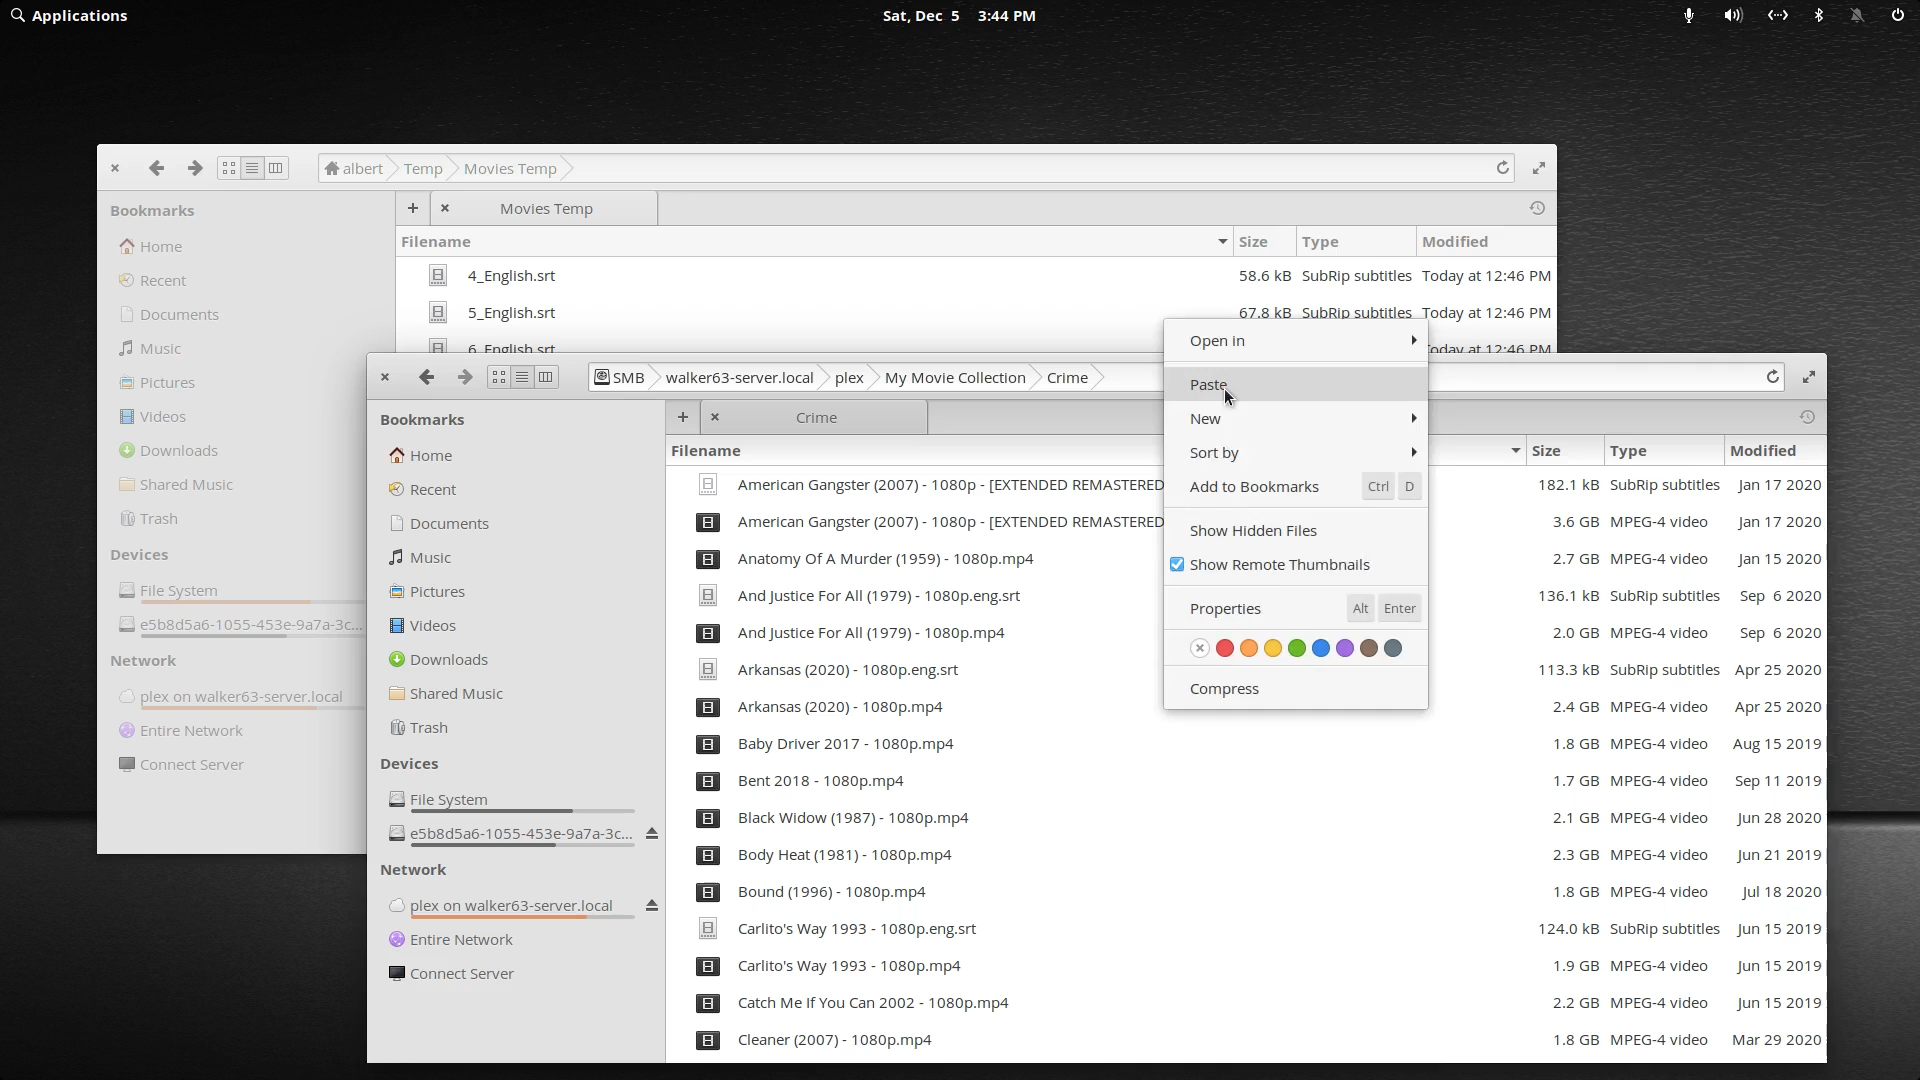 Applications
Sat, Dec 5 3:44 PM
albert Temp Movies Temp
Bookmarks
Home
Recent
Documents
Music
Pictures
Videos
Downloads
Shared Music
Trash
Devices
File System
e5b8d5a6-1055-453e-9a7a-3c...
Network
plex on walker63-server.local
Entire Network
Connect Server
Movies Temp
Filename Size Type Modified
4_English.srt 58.6 kB SubRip subtitles Today at 12:46 PM
5_English.srt 67.8 kB SubRip subtitles Today at 12:46 PM
6_English.srt Today at 12:46 PM
SMB walker63-server.local plex My Movie Collection Crime
Bookmarks
Home
Recent
Documents
Music
Pictures
Videos
Downloads
Shared Music
Trash
Devices
File System
e5b8d5a6-1055-453e-9a7a-3c...
Network
plex on walker63-server.local
Entire Network
Connect Server
Crime
Filename Size Type Modified
American Gangster (2007) - 1080p - [EXTENDED REMASTERED 182.1 kB SubRip subtitles Jan 17 2020
American Gangster (2007) - 1080p - [EXTENDED REMASTERED 3.6 GB MPEG-4 video Jan 17 2020
Anatomy Of A Murder (1959) - 1080p.mp4 2.7 GB MPEG-4 video Jan 15 2020
And Justice For All (1979) - 1080p.eng.srt 136.1 kB SubRip subtitles Sep 6 2020
And Justice For All (1979) - 1080p.mp4 2.0 GB MPEG-4 video Sep 6 2020
Arkansas (2020) - 1080p.eng.srt 113.3 kB SubRip subtitles Apr 25 2020
Arkansas (2020) - 1080p.mp4 2.4 GB MPEG-4 video Apr 25 2020
Baby Driver 2017 - 1080p.mp4 1.8 GB MPEG-4 video Aug 15 2019
Bent 2018 - 1080p.mp4 1.7 GB MPEG-4 video Sep 11 2019
Black Widow (1987) - 1080p.mp4 2.1 GB MPEG-4 video Jun 28 2020
Body Heat (1981) - 1080p.mp4 2.3 GB MPEG-4 video Jun 21 2019
Bound (1996) - 1080p.mp4 1.8 GB MPEG-4 video Jul 18 2020
Carlito's Way 1993 - 1080p.eng.srt 124.0 kB SubRip subtitles Jun 15 2019
Carlito's Way 1993 - 1080p.mp4 1.9 GB MPEG-4 video Jun 15 2019
Catch Me If You Can 2002 - 1080p.mp4 2.2 GB MPEG-4 video Jun 15 2019
Cleaner (2007) - 1080p.mp4 1.8 GB MPEG-4 video Mar 29 2020
Open in
Paste
New
Sort by
Add to Bookmarks Ctrl D
Show Hidden Files
Show Remote Thumbnails
Properties Alt Enter
Compress